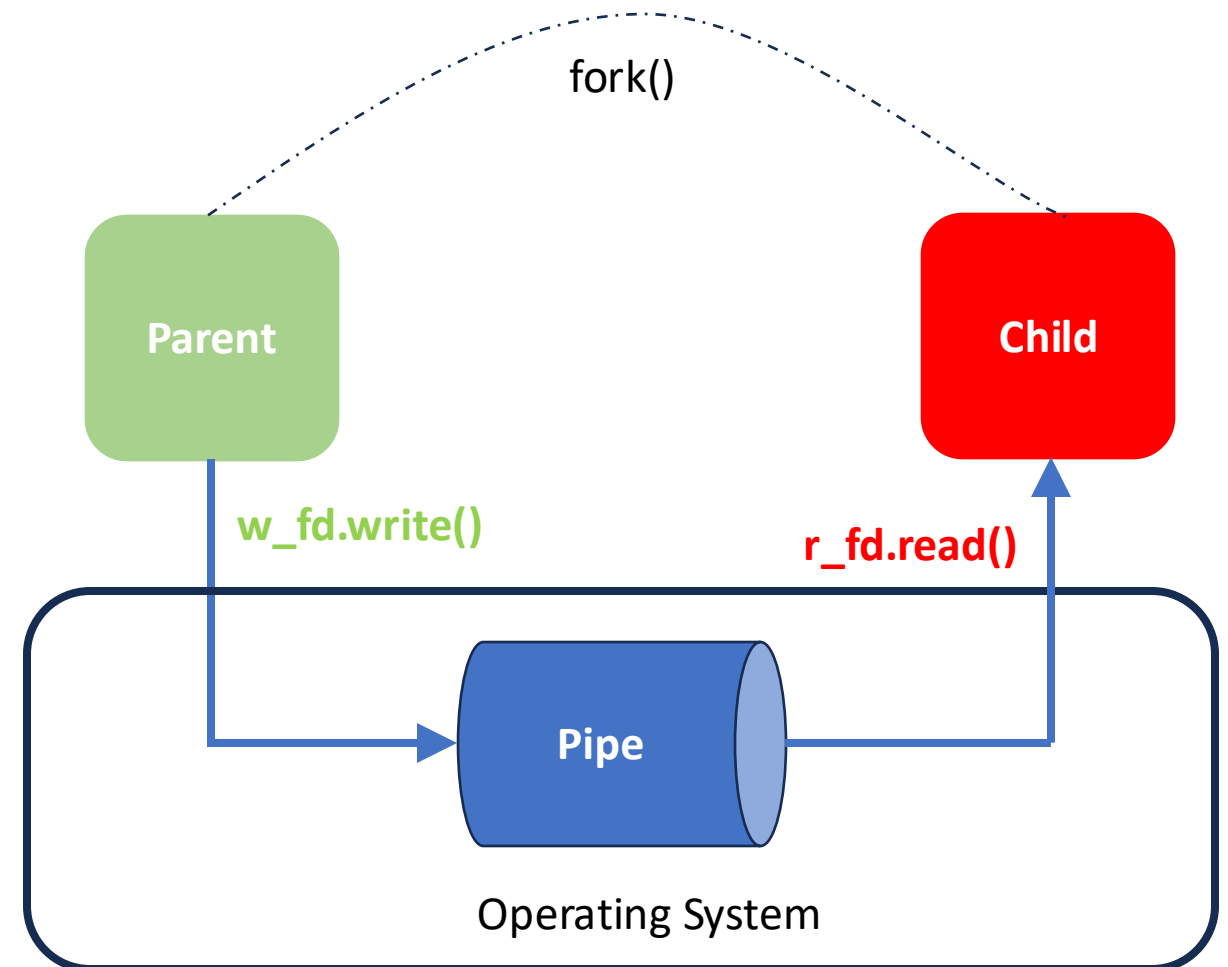 fork()
Parent
Child
w_fd.write()
r_fd.read()
Pipe
Operating System